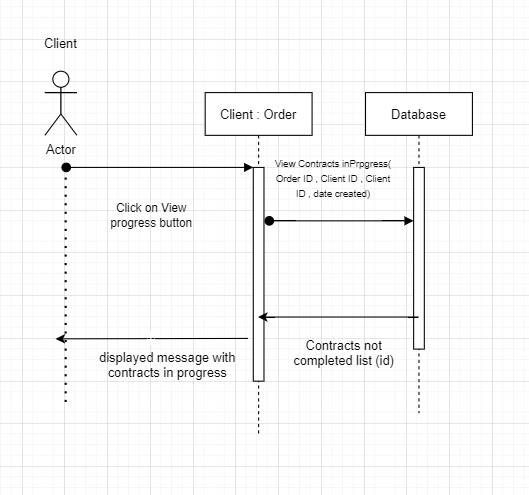 Client
Actor
Client : Order
Database
View Contracts inPrpgress(
Order ID , Client ID , Client
ID , date created)
Click on View
progress button
Contracts not
completed list (id)
displayed message with
contracts in progress